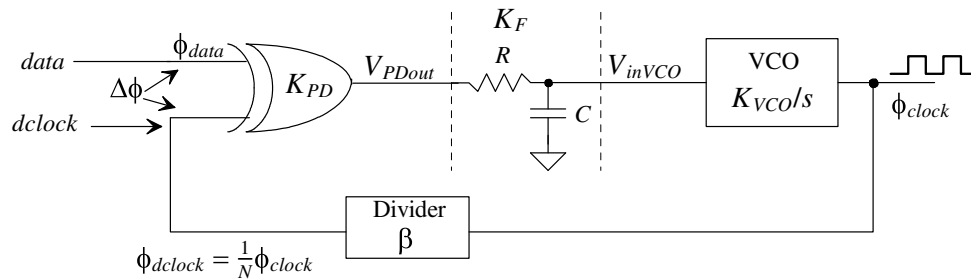 K_F
ϕ_data
data
R
V_PDout
V_inVCO
VCO
K_PD
K_VCO/s
Δϕ
ϕ_clock
dclock
C
Divider
β
ϕ_dclock = 1/N ϕ_clock